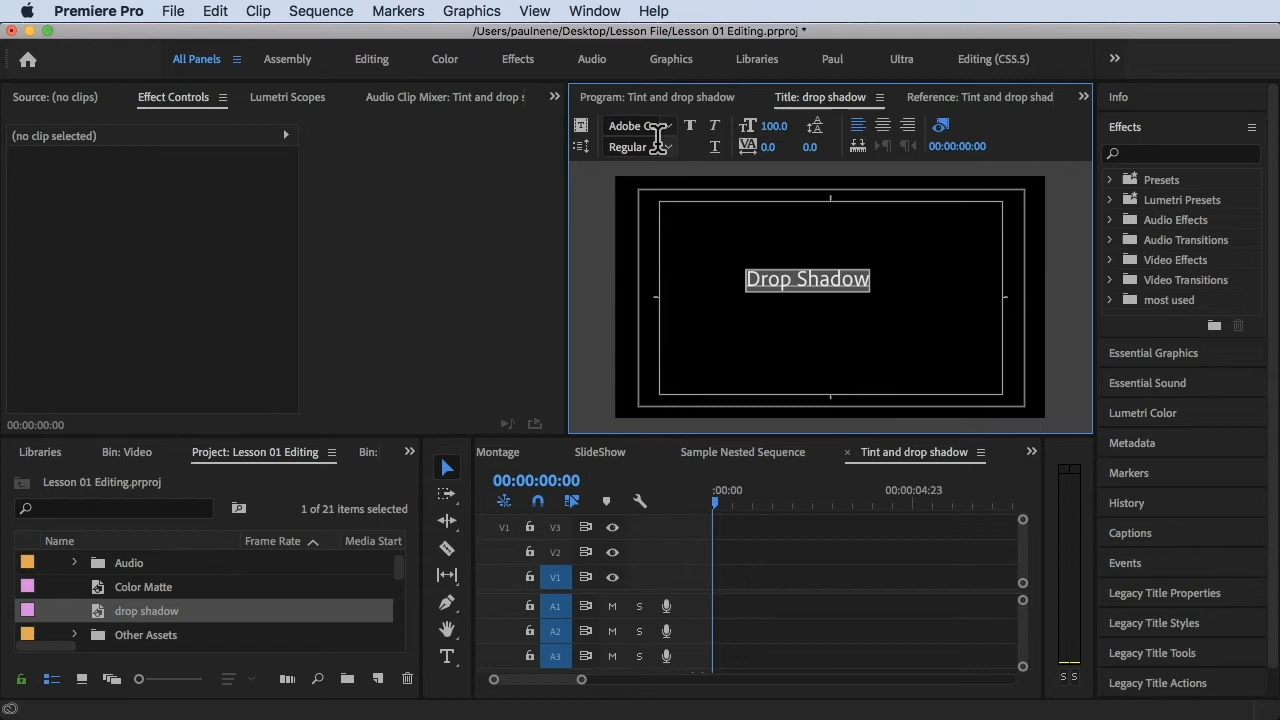 Premiere Pro File Edit Clip Sequence Markers Graphics View Window Help
/Users/paulnene/Desktop/Lesson File/Lesson 01 Editing.prproj *
All Panels Assembly Editing Color Effects Audio Graphics Libraries Paul Ultra Editing (CS5.5)
Source: (no clips) Effect Controls Lumetri Scopes Audio Clip Mixer: Tint and drop s
Program: Tint and drop shadow Title: drop shadow Reference: Tint and drop shad
Info
(no clip selected)
Adobe G T T 100.0
Regular T VA 0.0 0.0 00:00:00:00
Effects
Presets
Lumetri Presets
Audio Effects
Audio Transitions
Video Effects
Video Transitions
most used
Drop Shadow
Essential Graphics
Essential Sound
Lumetri Color
Metadata
Markers
History
Captions
Events
Legacy Title Properties
Legacy Title Styles
Legacy Title Tools
Legacy Title Actions
00:00:00:00
Libraries Bin: Video Project: Lesson 01 Editing Bin:
Lesson 01 Editing.prproj
1 of 21 items selected
Name Frame Rate Media Start
Audio
Color Matte
drop shadow
Other Assets
Montage SlideShow Sample Nested Sequence × Tint and drop shadow
00:00:00:00
:00:00 00:00:04:23
V1 V3
V2
V1
A1 M S
A2 M S
A3 M S
S S